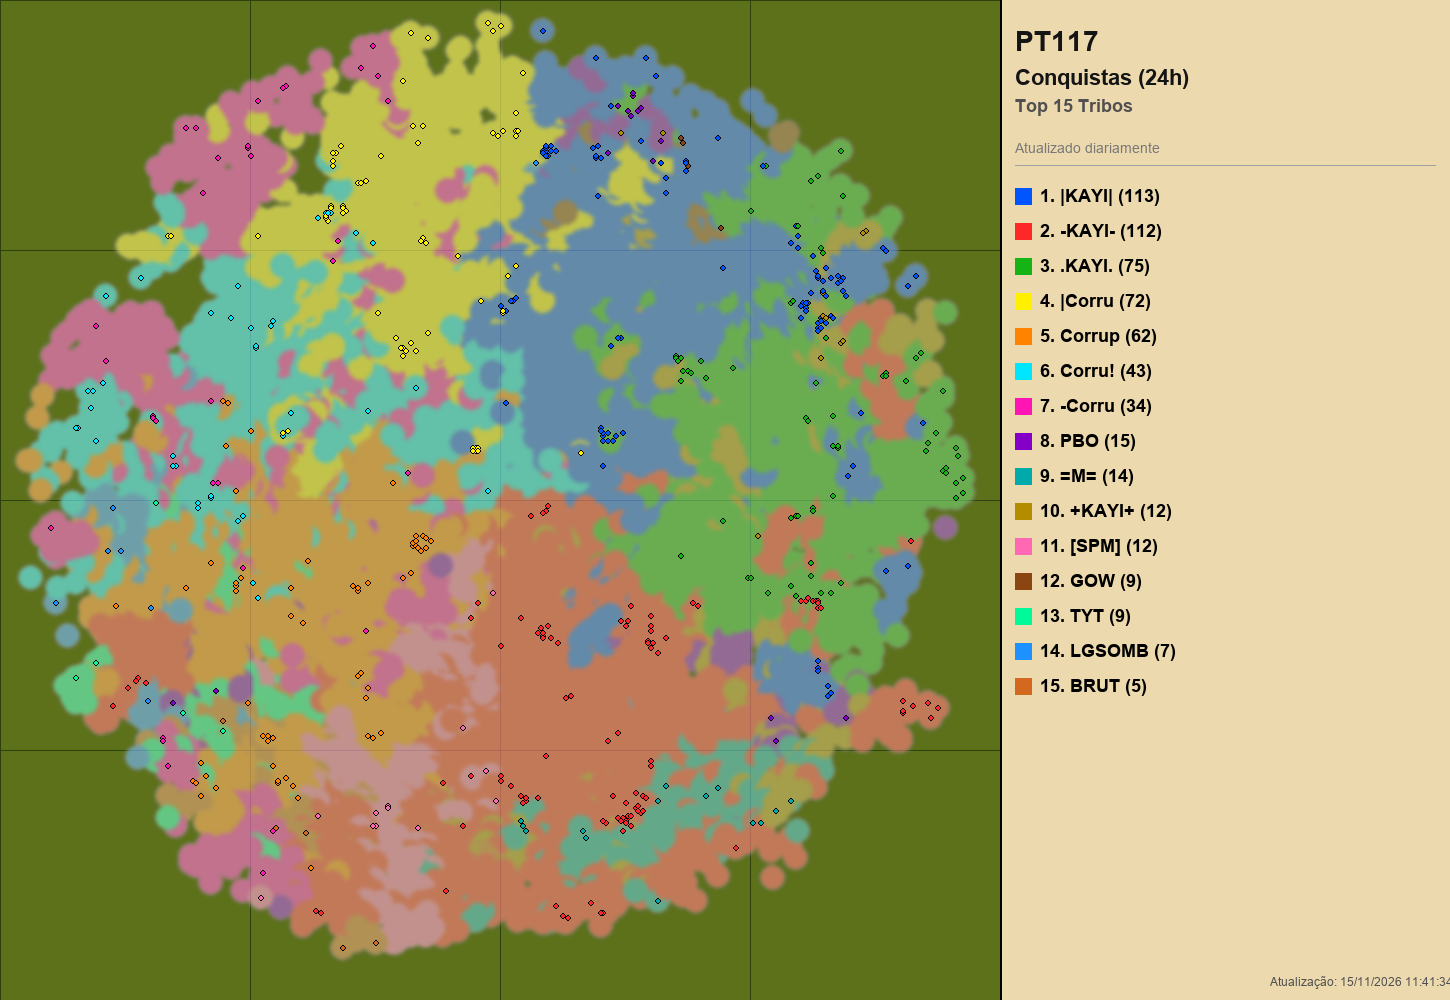 PT117
Conquistas (24h)
Top 15 Tribos
Atualizado diariamente
1. |KAYI| (113)
2. -KAYI- (112)
3. .KAYI. (75)
4. |Corru (72)
5. Corrup (62)
6. Corru! (43)
7. -Corru (34)
8. PBO (15)
9. =M= (14)
10. +KAYI+ (12)
11. [SPM] (12)
12. GOW (9)
13. TYT (9)
14. LGSOMB (7)
15. BRUT (5)
Atualização: 15/11/2026 11:41:34